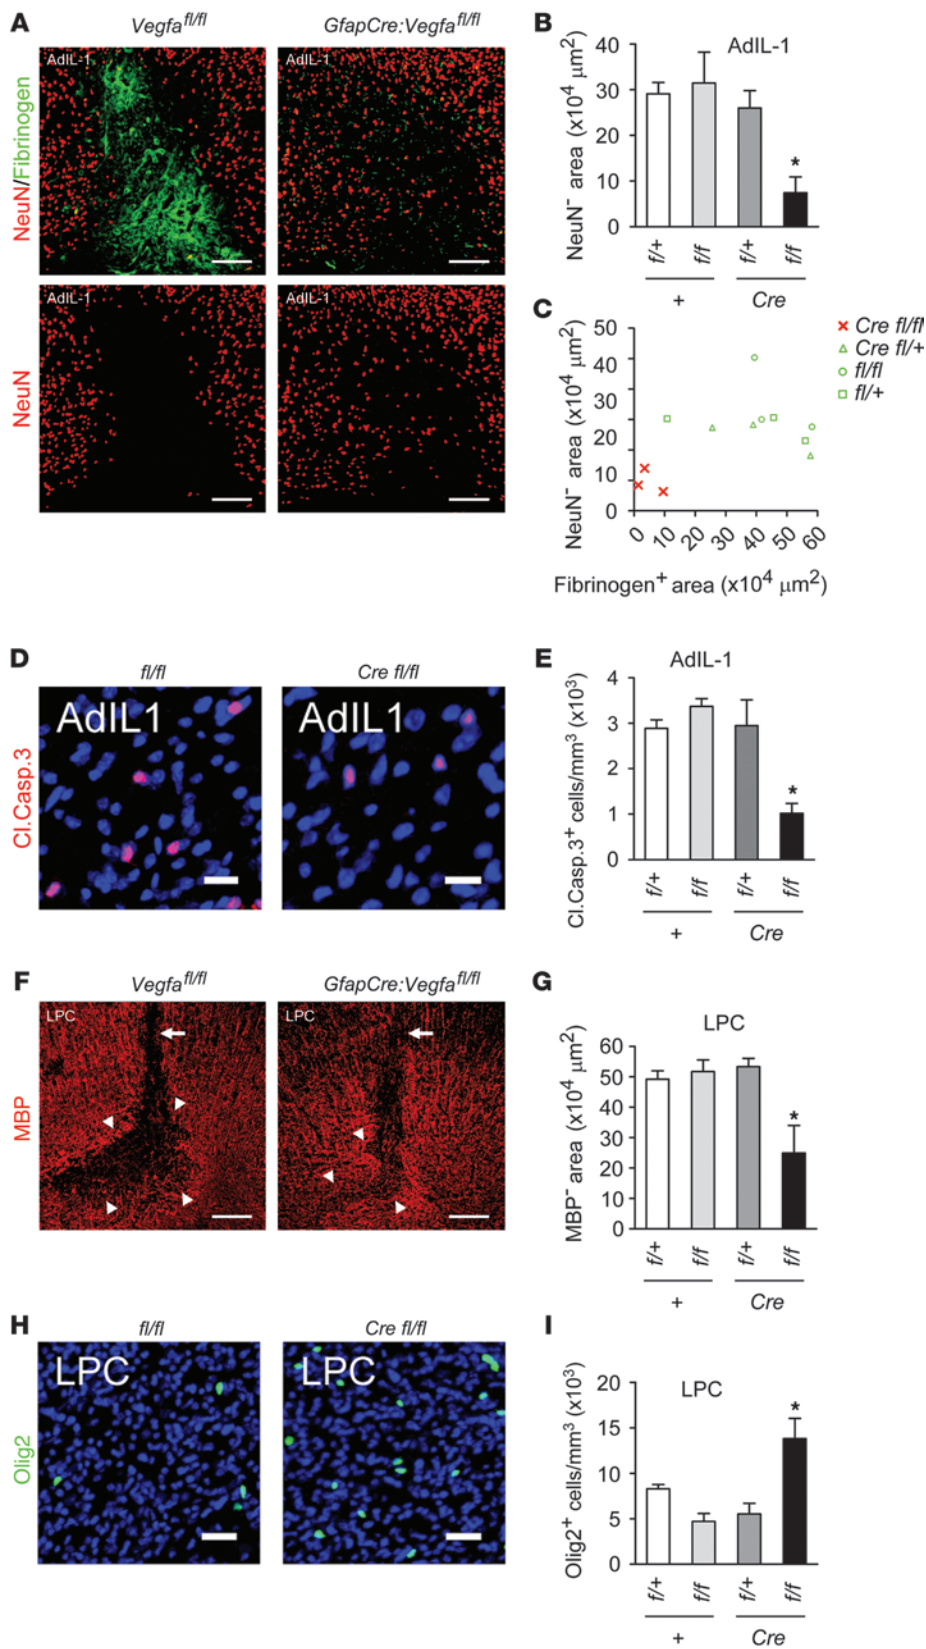 A
Vegfa^fl/fl
GfapCre:Vegfa^fl/fl
AdIL-1
AdIL-1
NeuN/Fibrinogen
AdIL-1
AdIL-1
NeuN
B
AdIL-1
NeuN⁻ area (x10⁴ µm²)
40
30
20
10
0
f/+
f/f
f/+
f/f
+
Cre
C
NeuN⁻ area (x10⁴ µm²)
50
40
30
20
10
0
0
10
20
30
40
50
60
Fibrinogen⁺ area (x10⁴ µm²)
Cre fl/fl
Cre fl/+
fl/fl
fl/+
D
fl/fl
Cre fl/fl
AdIL1
AdIL1
Cl.Casp.3
E
AdIL-1
Cl.Casp.3⁺ cells/mm³ (x10³)
4
3
2
1
0
*
f/+
f/f
f/+
f/f
+
Cre
F
Vegfa^fl/fl
GfapCre:Vegfa^fl/fl
LPC
LPC
MBP
G
LPC
MBP⁻ area (x10⁴ µm²)
60
50
40
30
20
10
0
*
f/+
f/f
f/+
f/f
+
Cre
H
fl/fl
Cre fl/fl
LPC
LPC
Olig2
I
LPC
Olig2⁺ cells/mm³ (x10³)
20
15
10
5
0
*
f/+
f/f
f/+
f/f
+
Cre